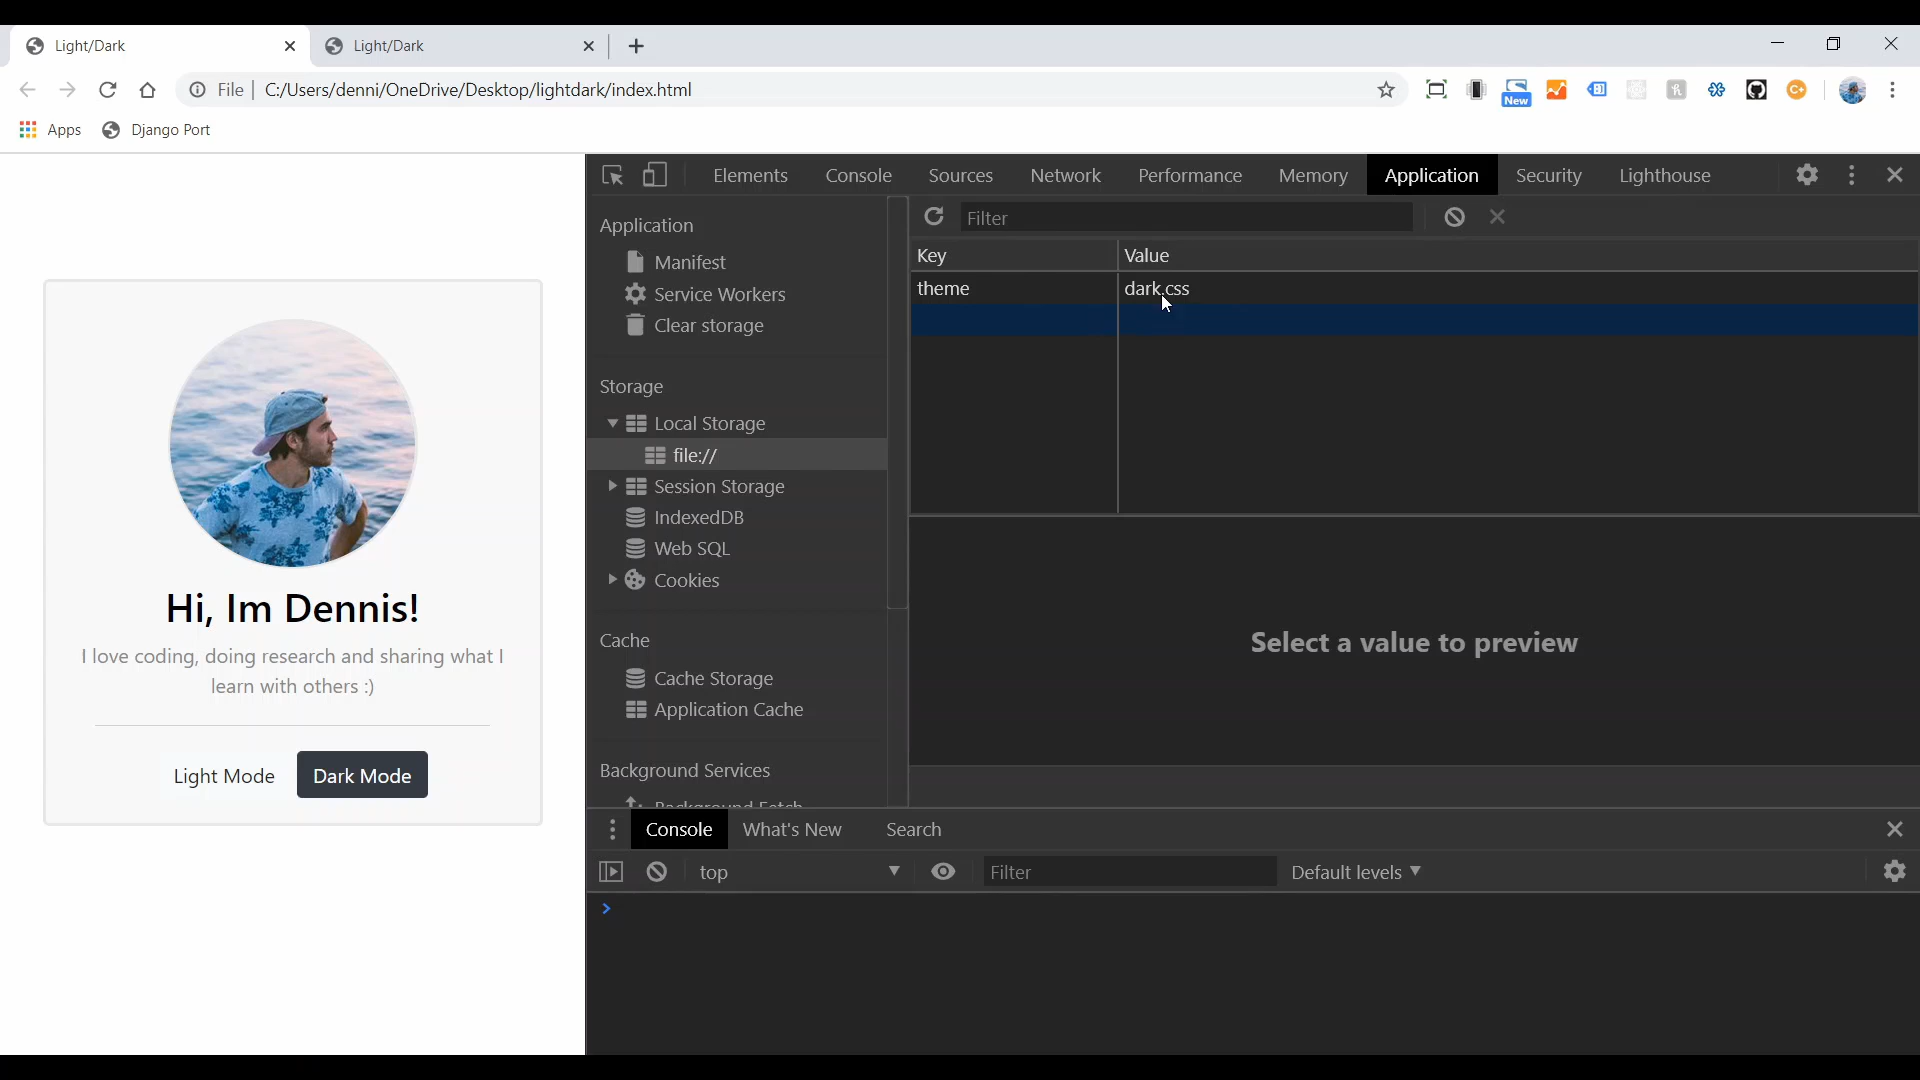 Light/Dark
Light/Dark
File
C:/Users/denni/OneDrive/Desktop/lightdark/index.html
New
Apps
Django Port
Elements
Console
Sources
Network
Performance
Memory
Application
Security
Lighthouse
Application
Manifest
Service Workers
Clear storage
Storage
Local Storage
file://
Session Storage
IndexedDB
Web SQL
Cookies
Cache
Cache Storage
Application Cache
Background Services
Background Fetch
Filter
Key
Value
theme
dark.css
Select a value to preview
Hi, Im Dennis!
I love coding, doing research and sharing what I
learn with others :)
Light Mode
Dark Mode
Console
What's New
Search
top
Filter
Default levels